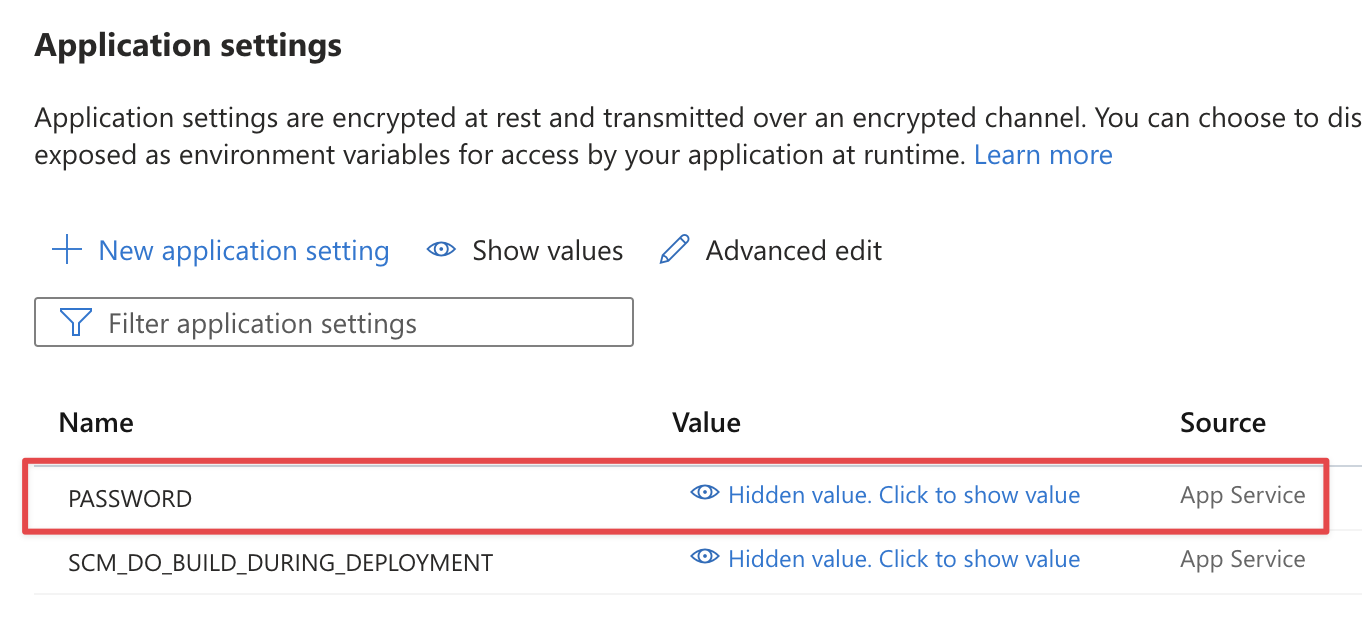 Application settings
Application settings are encrypted at rest and transmitted over an encrypted channel. You can choose to dis
exposed as environment variables for access by your application at runtime. Learn more
New application setting Show values Advanced edit
Filter application settings
Name Value Source
PASSWORD Hidden value. Click to show value App Service
SCM_DO_BUILD_DURING_DEPLOYMENT Hidden value. Click to show value App Service